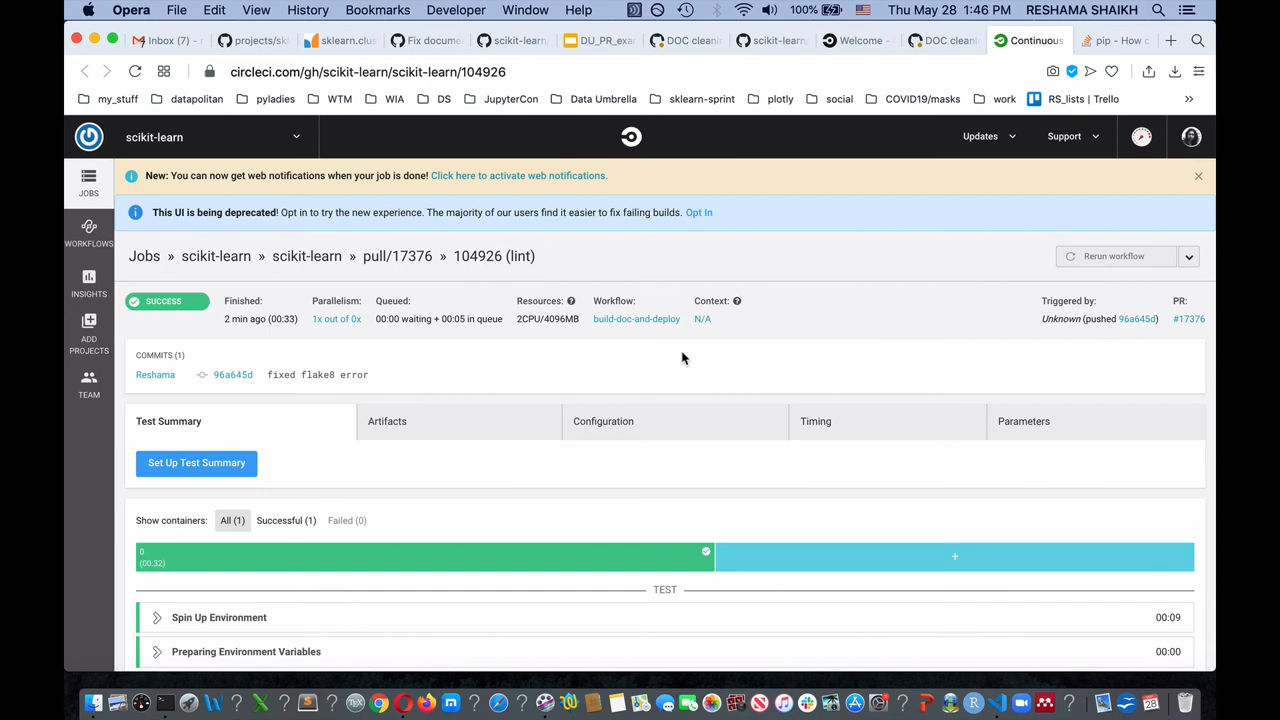 Opera File Edit View History Bookmarks Developer Window Help 100% Thu May 28 1:46 PM RESHAMA SHAIKH
Inbox (7) - r projects/sk sklearn.clus Fix docume scikit-learn/ DU_PR_exa DOC cleani scikit-learn, Welcome - DOC cleani Continuous pip - How c
circleci.com/gh/scikit-learn/scikit-learn/104926
my_stuff datapolitan pyladies WTM WIA DS JupyterCon Data Umbrella sklearn-sprint plotly social COVID19/masks work RS_lists | Trello »
scikit-learn Updates Support
JOBS
WORKFLOWS
INSIGHTS
ADD
PROJECTS
TEAM
New: You can now get web notifications when your job is done! Click here to activate web notifications.
This UI is being deprecated! Opt in to try the new experience. The majority of our users find it easier to fix failing builds. Opt In
Jobs » scikit-learn » scikit-learn » pull/17376 » 104926 (lint) Rerun workflow
SUCCESS Finished: Parallelism: Queued: Resources: Workflow: Context: Triggered by: PR:
2 min ago (00:33) 1x out of 0x 00:00 waiting + 00:05 in queue 2CPU/4096MB build-doc-and-deploy N/A Unknown (pushed 96a645d) #17376
COMMITS (1)
Reshama 96a645d fixed flake8 error
Test Summary Artifacts Configuration Timing Parameters
Set Up Test Summary
Show containers: All (1) Successful (1) Failed (0)
0
(00:32) +
TEST
Spin Up Environment 00:09
Preparing Environment Variables 00:00